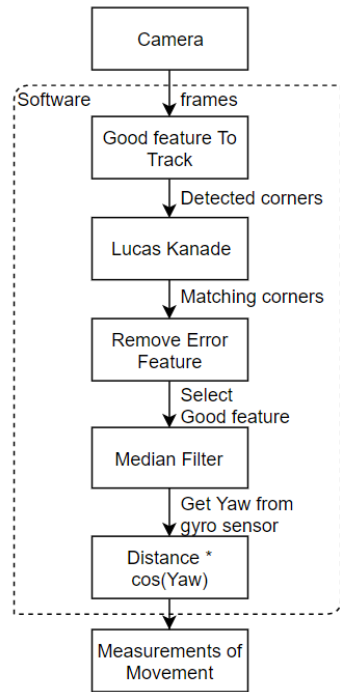 Camera
Software
frames
Good feature To
Track
Detected corners
Lucas Kanade
Matching corners
Remove Error
Feature
Select
Good feature
Median Filter
Get Yaw from
gyro sensor
Distance *
cos(Yaw)
Measurements of
Movement